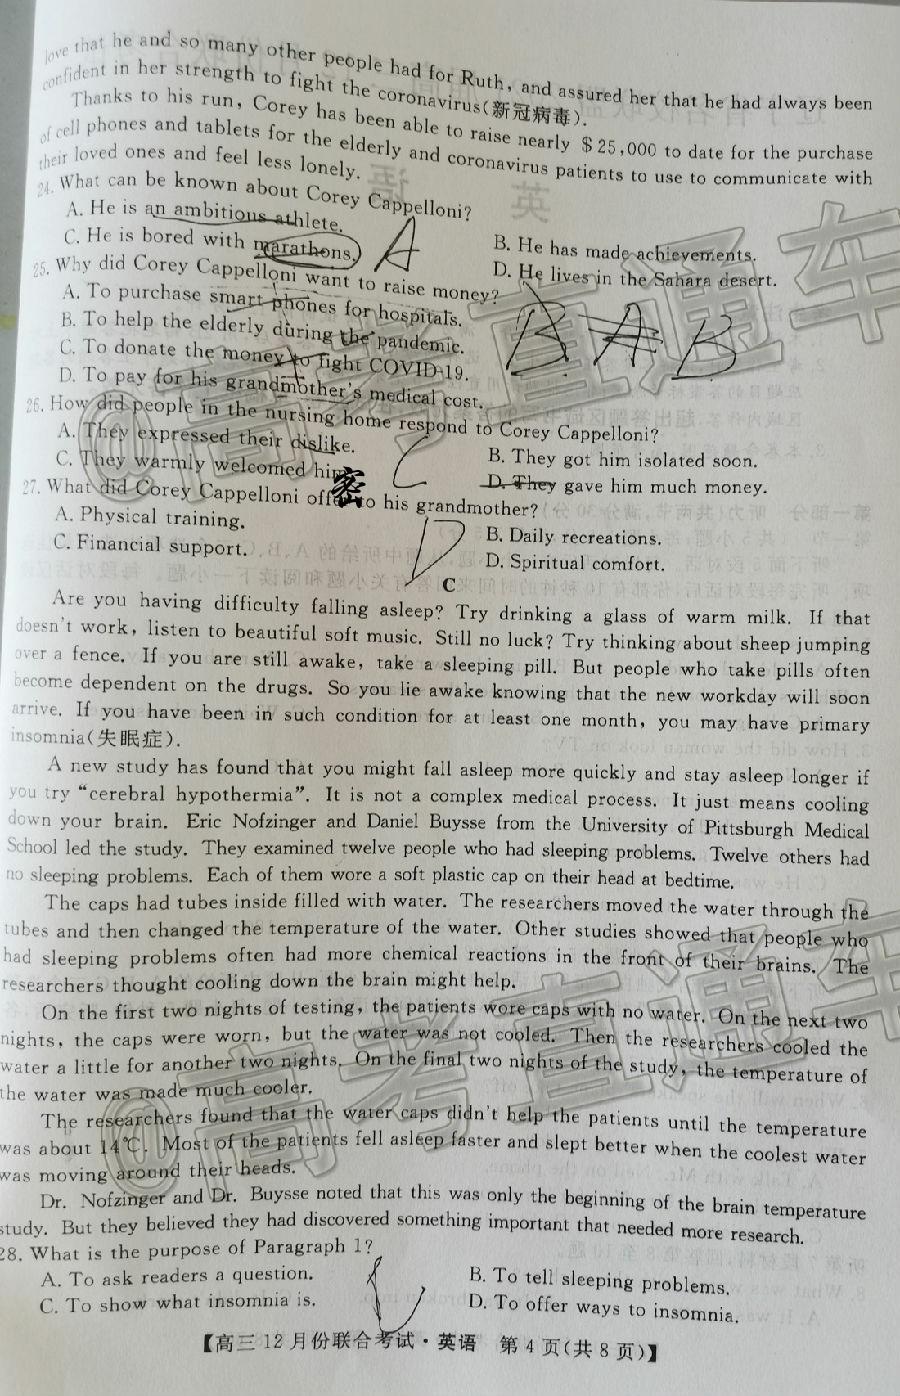 love that he and so many other people had for Ruth, and assured her that he had always been
confident in her strength to fight the coronavirus(新冠病毒).
Thanks to his run, Corey has been able to raise nearly $25,000 to date for the purchase
of cell phones and tablets for the elderly and coronavirus patients to use to communicate with
their loved ones and feel less lonely.
24. What can be known about Corey Cappelloni?
A. He is an ambitious athlete.
B. He has made achievements.
C. He is bored with marathons.
D. He lives in the Sahara desert.
A
25. Why did Corey Cappelloni want to raise money?
A. To purchase smart phones for hospitals.
B. To help the elderly during the pandemic.
C. To donate the money to fight COVID-19.
D. To pay for his grandmother's medical cost.
B A B
26. How did people in the nursing home respond to Corey Cappelloni?
A. They expressed their dislike.
B. They got him isolated soon.
C. They warmly welcomed him.
D. They gave him much money.
C
密
27. What did Corey Cappelloni offer to his grandmother?
A. Physical training.
B. Daily recreations.
C. Financial support.
D. Spiritual comfort.
D
C
Are you having difficulty falling asleep? Try drinking a glass of warm milk. If that
doesn't work, listen to beautiful soft music. Still no luck? Try thinking about sheep jumping
over a fence. If you are still awake, take a sleeping pill. But people who take pills often
become dependent on the drugs. So you lie awake knowing that the new workday will soon
arrive. If you have been in such condition for at least one month, you may have primary
insomnia(失眠症).
A new study has found that you might fall asleep more quickly and stay asleep longer if
you try "cerebral hypothermia". It is not a complex medical process. It just means cooling
down your brain. Eric Nofzinger and Daniel Buysse from the University of Pittsburgh Medical
School led the study. They examined twelve people who had sleeping problems. Twelve others had
no sleeping problems. Each of them wore a soft plastic cap on their head at bedtime.
The caps had tubes inside filled with water. The researchers moved the water through the
tubes and then changed the temperature of the water. Other studies showed that people who
had sleeping problems often had more chemical reactions in the front of their brains. The
researchers thought cooling down the brain might help.
On the first two nights of testing, the patients wore caps with no water. On the next two
nights, the caps were worn, but the water was not cooled. Then the researchers cooled the
water a little for another two nights. On the final two nights of the study, the temperature of
the water was made much cooler.
The researchers found that the water caps didn't help the patients until the temperature
was about 14℃. Most of the patients fell asleep faster and slept better when the coolest water
was moving around their heads.
Dr. Nofzinger and Dr. Buysse noted that this was only the beginning of the brain temperature
study. But they believed they had discovered something important that needed more research.
28. What is the purpose of Paragraph 1?
A. To ask readers a question.
B. To tell sleeping problems.
C. To show what insomnia is.
D. To offer ways to insomnia.
【高三12月份联合考试·英语 第4页(共8页)】
@高考直通车
@高考直通车